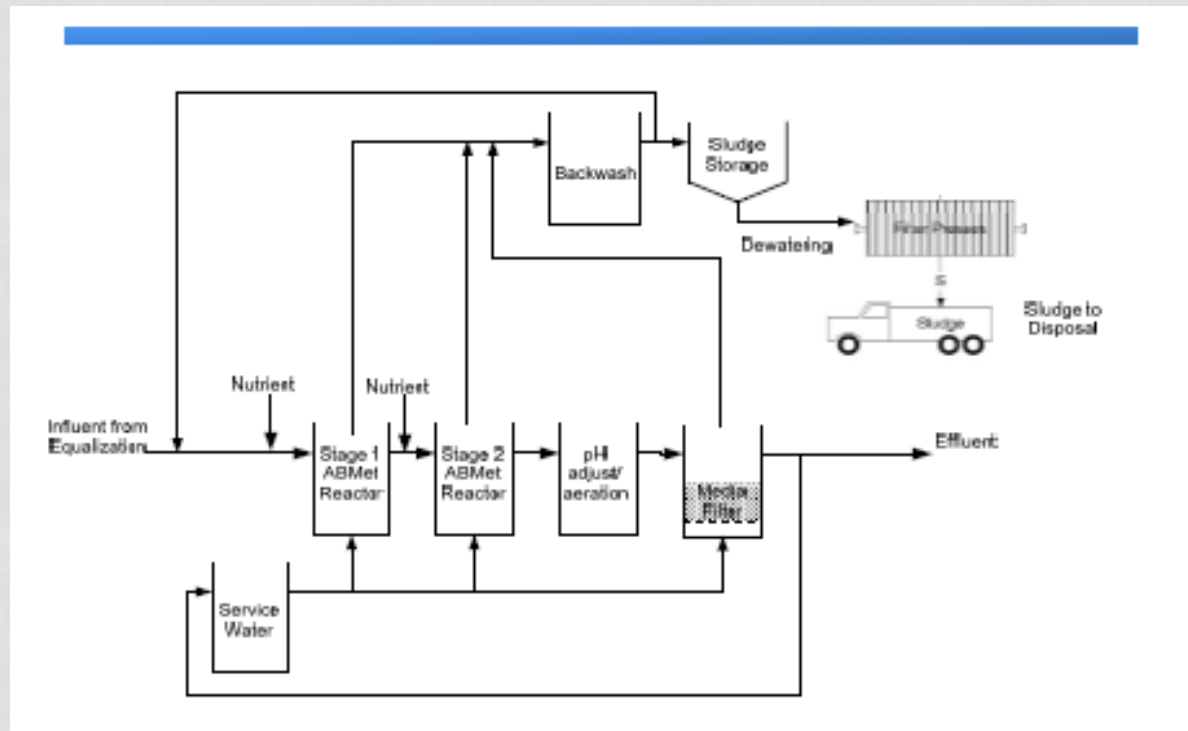 Sludge
Storage
Backwash
Dewatering
Filter Presses
S
Sludge
Sludge to
Disposal
Nutrient
Nutrient
Influent from
Equalization
Stage 1
ABMet
Reactor
Stage 2
ABMet
Reactor
pH
adjust/
aeration
Media
Filter
Effluent
Service
Water